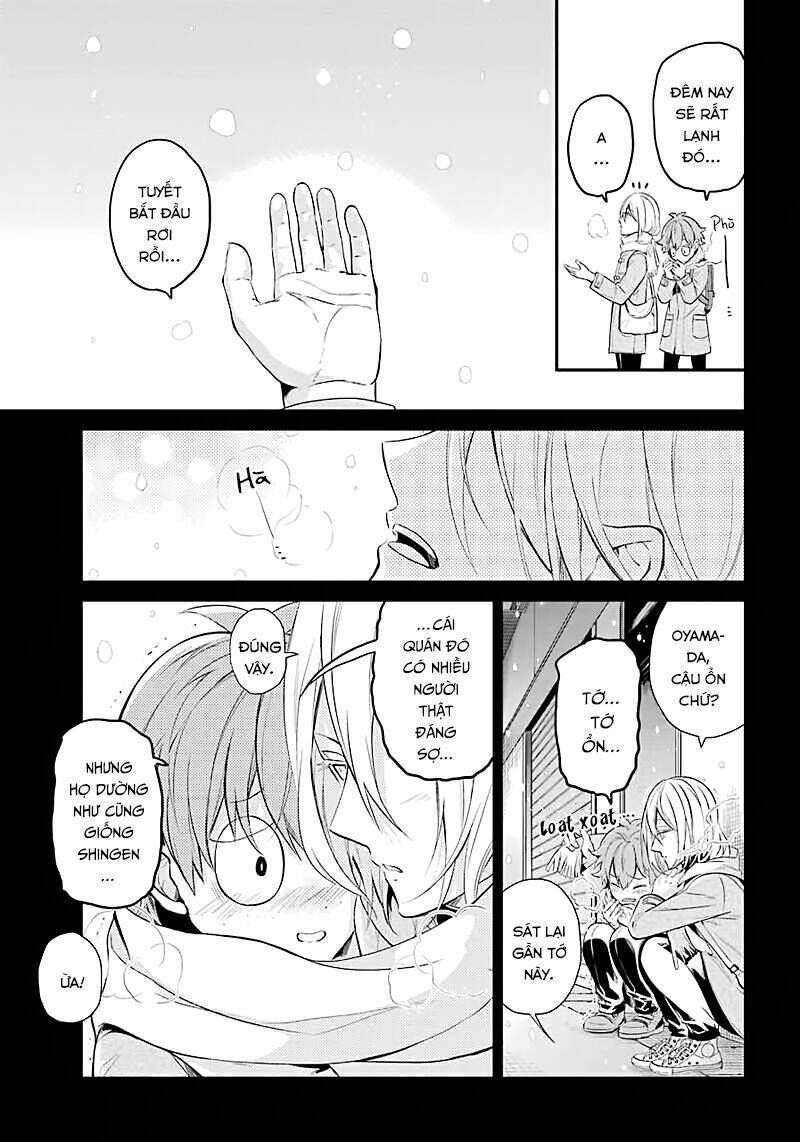 ĐÊM NAY
SẼ RẤT
LẠNH
ĐÓ...
A
...
Phò
TUYẾT
BẮT ĐẦU
RƠI
RỒI...
Hà
OYAMA-
DA,
CẬU ỔN
CHỨ?
TỚ...
TỚ
ỔN...
loạt xoạt
SÁT LẠI
GẦN TỚ
NÀY.
...CÁI
QUÁN ĐÓ
CÓ NHIỀU
NGƯỜI
THẬT
ĐÁNG
SỢ...
ĐÚNG
VẬY.
NHƯNG
HỌ DƯỜNG
NHƯ CŨNG
GIỐNG
SHINGEN
...
ỪA!